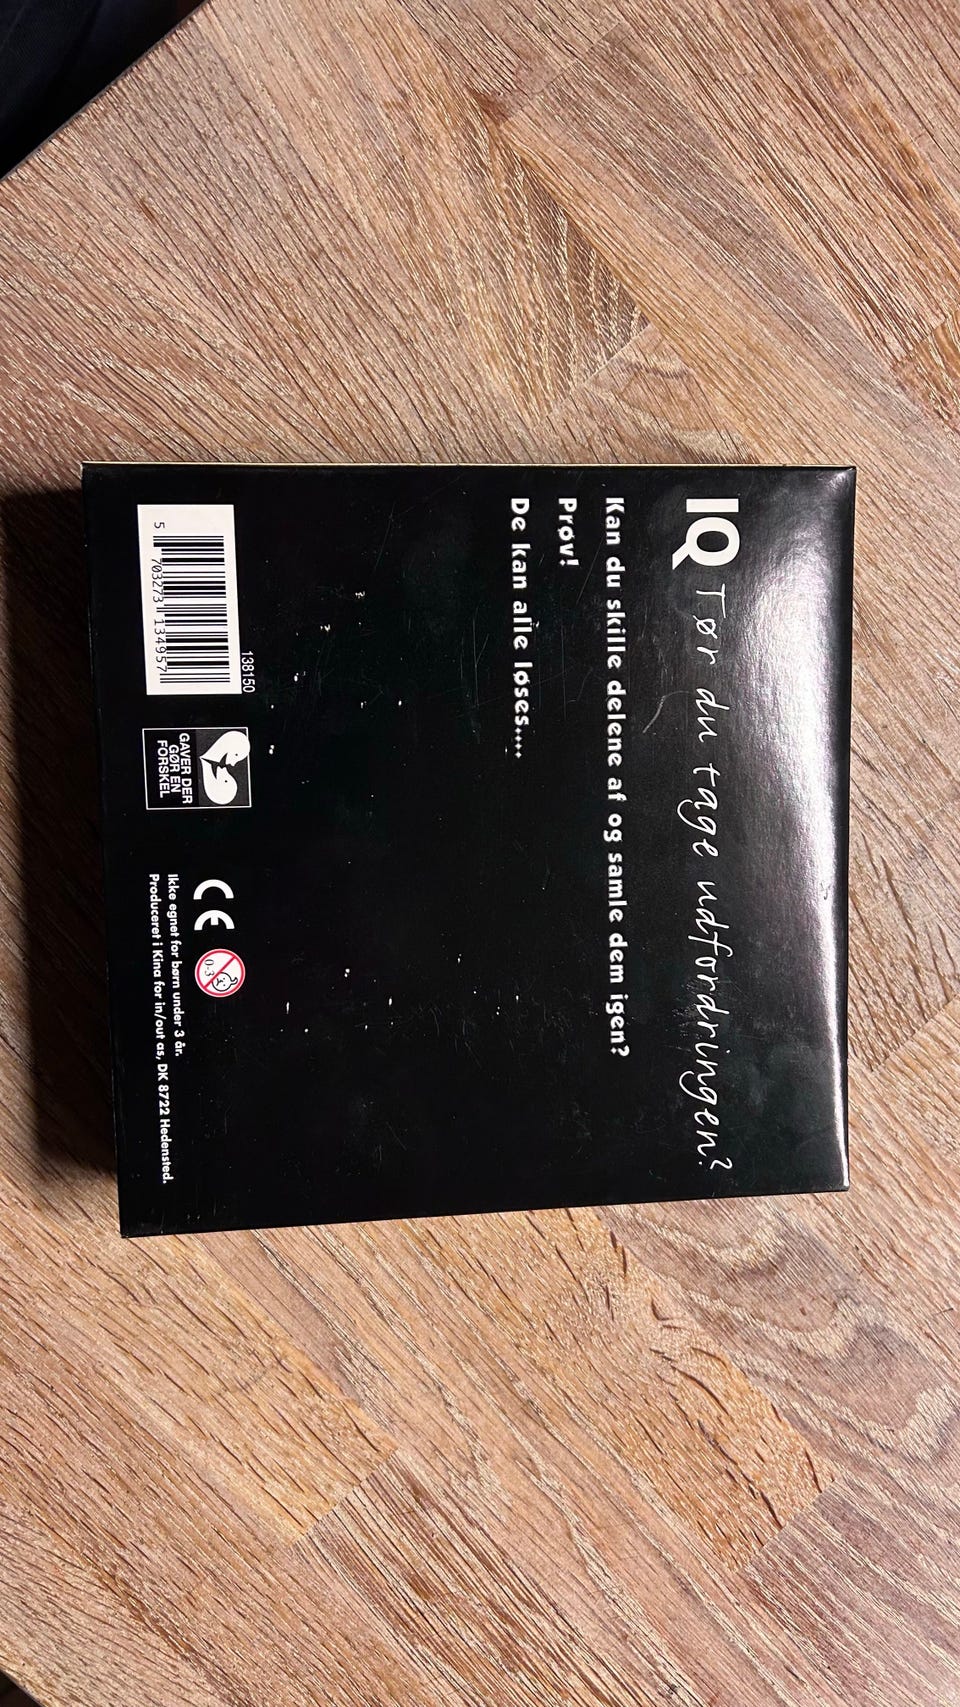 IQ Tør du tage udfordringen?
Kan du skille delene af og samle dem igen?
Prøv!
De kan alle løses....
138150
5 703273 134957
GAVER DER
GØR EN
FORSKEL
CE
0-3
Ikke egnet for børn under 3 år.
Produceret i Kina for in/out as, DK 8722 Hedensted.